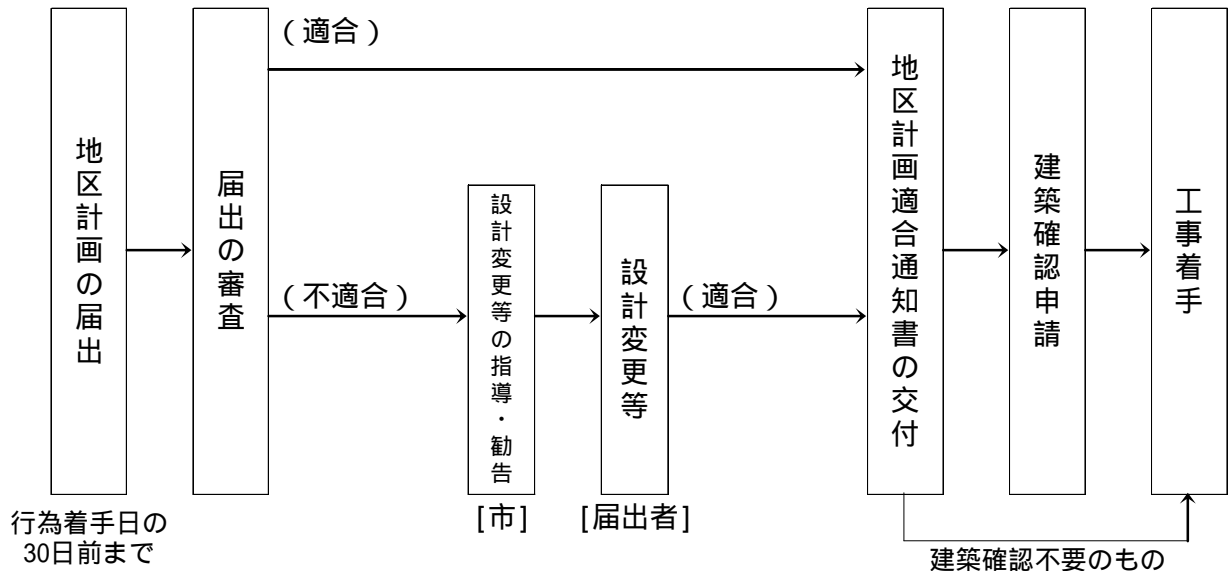 地区計画の届出
行為着手日の
30日前まで
届出の審査
(適合)
(不適合)
設計変更等の指導・勧告
[市]
設計変更等
[届出者]
(適合)
地区計画適合通知書の交付
建築確認申請
工事着手
建築確認不要のもの